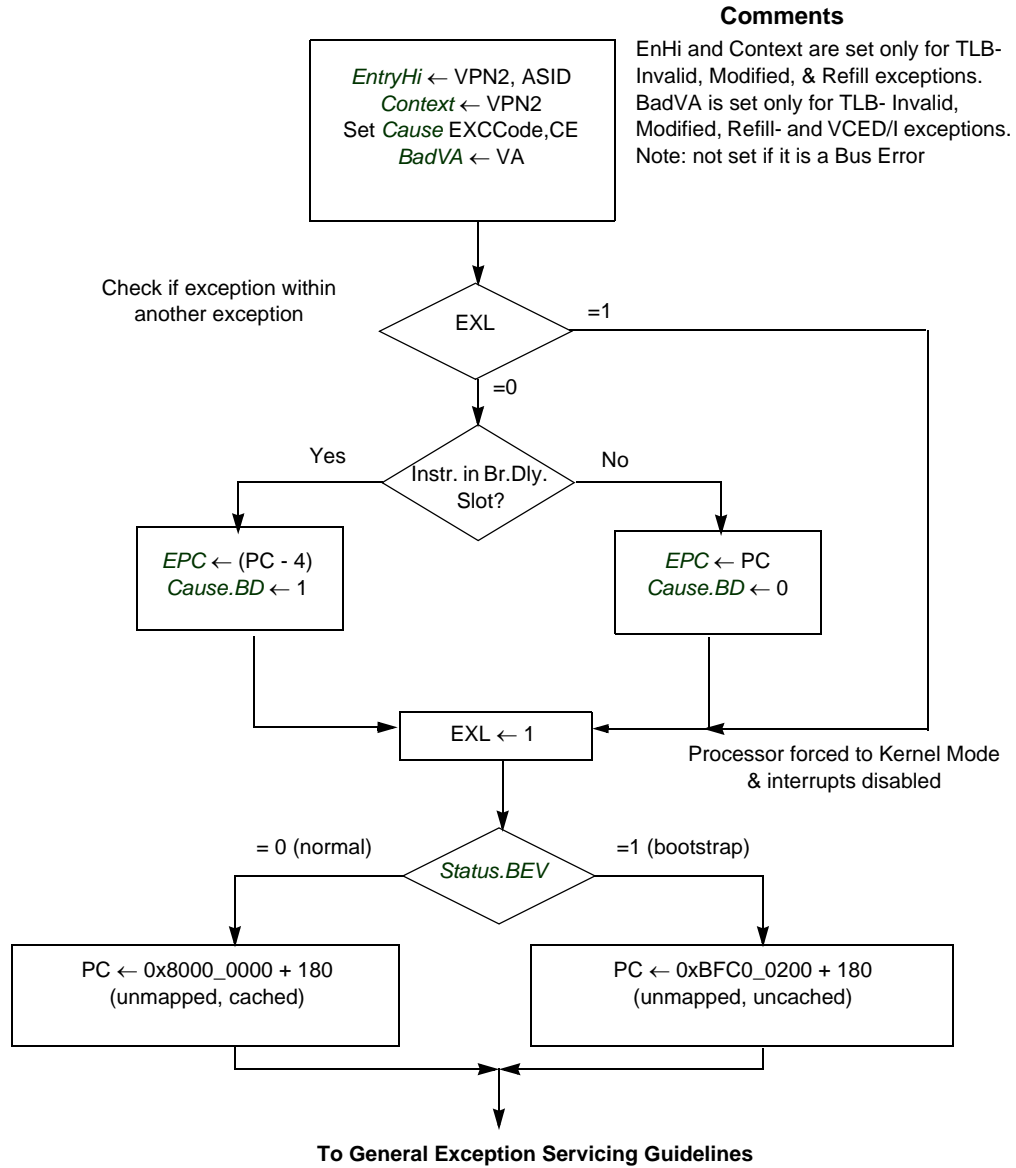 Comments
EnHi and Context are set only for TLB-
Invalid, Modified, & Refill exceptions.
BadVA is set only for TLB- Invalid,
Modified, Refill- and VCED/I exceptions.
Note: not set if it is a Bus Error
EntryHi ← VPN2, ASID
Context ← VPN2
Set Cause EXCCode,CE
BadVA ← VA
Check if exception within
another exception
EXL
=1
=0
Yes
Instr. in Br.Dly.
Slot?
No
EPC ← (PC - 4)
Cause.BD ← 1
EPC ← PC
Cause.BD ← 0
EXL ← 1
Processor forced to Kernel Mode
& interrupts disabled
= 0 (normal)
Status.BEV
=1 (bootstrap)
PC ← 0x8000_0000 + 180
(unmapped, cached)
PC ← 0xBFC0_0200 + 180
(unmapped, uncached)
To General Exception Servicing Guidelines